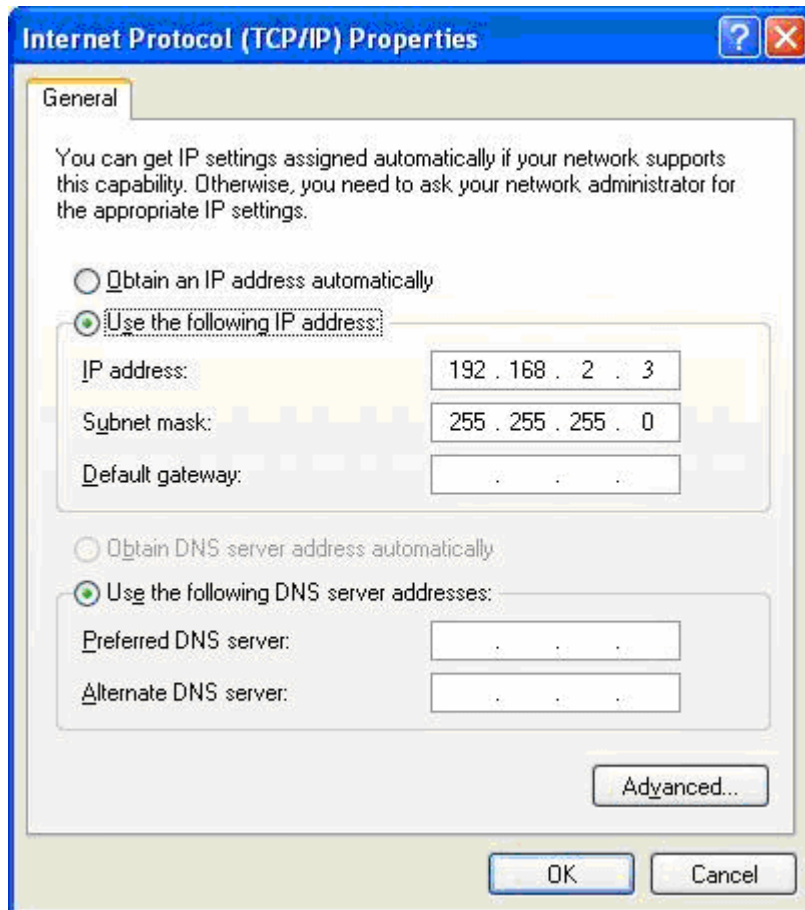 Internet Protocol (TCP/IP) Properties
General
You can get IP settings assigned automatically if your network supports
this capability. Otherwise, you need to ask your network administrator for
the appropriate IP settings.
Obtain an IP address automatically
Use the following IP address:
IP address: 192 . 168 . 2 . 3
Subnet mask: 255 . 255 . 255 . 0
Default gateway: . . .
Obtain DNS server address automatically
Use the following DNS server addresses:
Preferred DNS server: . . .
Alternate DNS server: . . .
Advanced...
OK Cancel